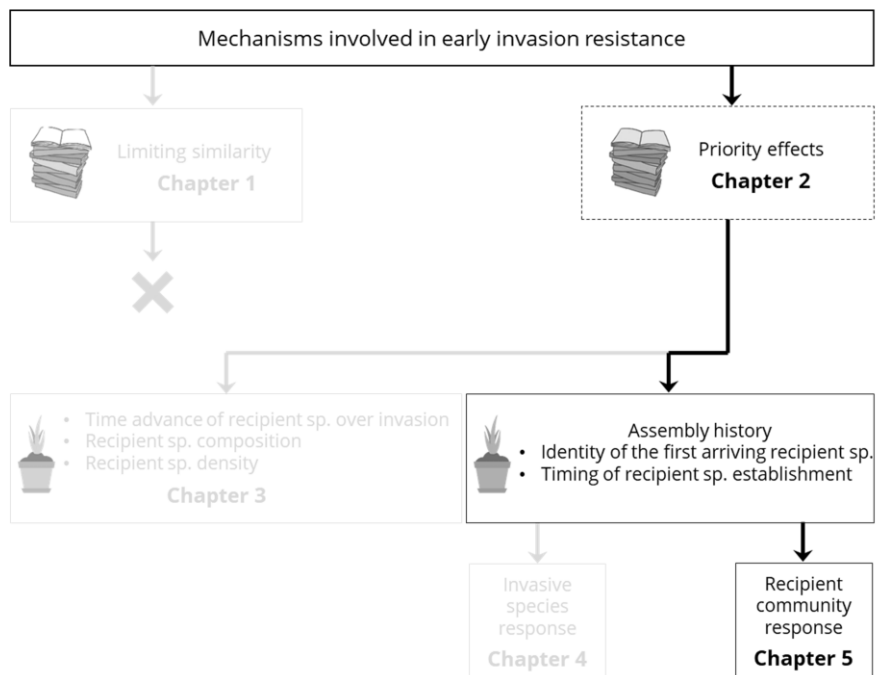 Mechanisms involved in early invasion resistance
Limiting similarity
Chapter 1
Priority effects
Chapter 2
• Time advance of recipient sp. over invasion
• Recipient sp. composition
• Recipient sp. density
Chapter 3
Assembly history
• Identity of the first arriving recipient sp.
• Timing of recipient sp. establishment
Invasive
species
response
Chapter 4
Recipient
community
response
Chapter 5